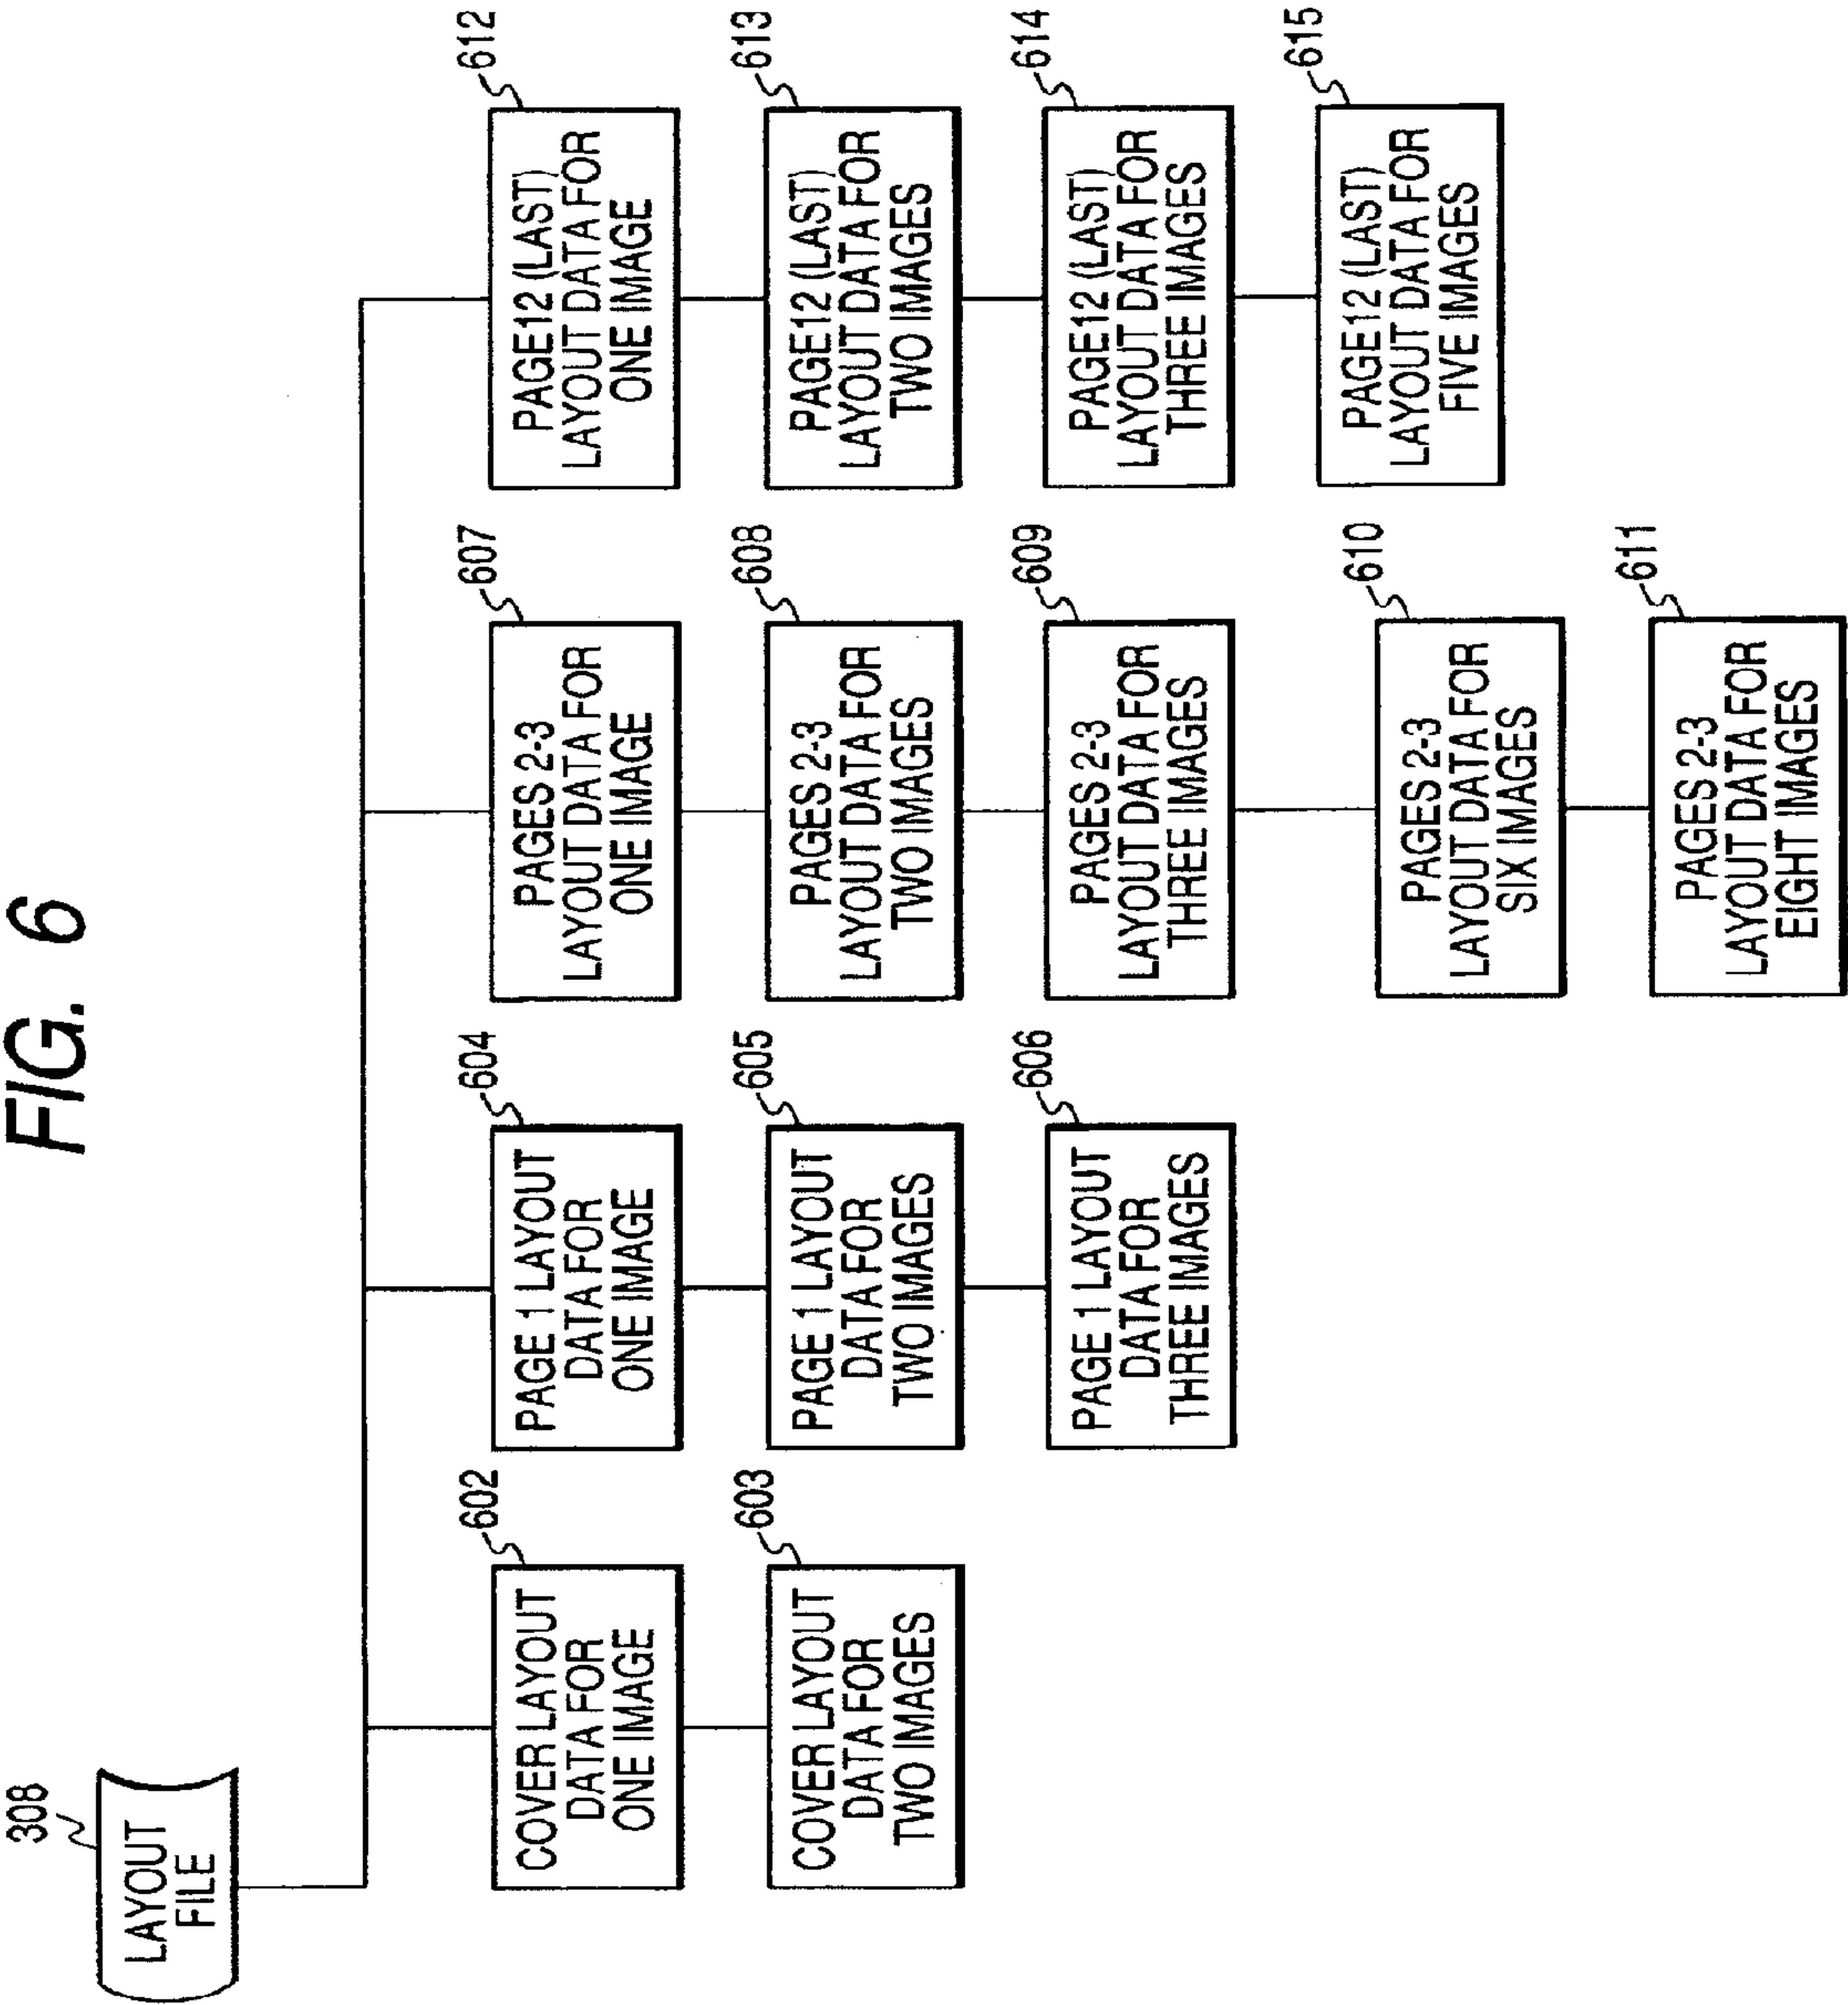 FIG. 6
308
LAYOUT
FILE
602
COVER LAYOUT
DATA FOR
ONE IMAGE
603
COVER LAYOUT
DATA FOR
TWO IMAGES
604
PAGE 1 LAYOUT
DATA FOR
ONE IMAGE
605
PAGE 1 LAYOUT
DATA FOR
TWO IMAGES
606
PAGE 1 LAYOUT
DATA FOR
THREE IMAGES
607
PAGES 2-3
LAYOUT DATA FOR
ONE IMAGE
608
PAGES 2-3
LAYOUT DATA FOR
TWO IMAGES
609
PAGES 2-3
LAYOUT DATA FOR
THREE IMAGES
610
PAGES 2-3
LAYOUT DATA FOR
SIX IMAGES
611
PAGES 2-3
LAYOUT DATA FOR
EIGHT IMAGES
612
PAGE12 (LAST)
LAYOUT DATA FOR
ONE IMAGE
613
PAGE12 (LAST)
LAYOUT DATA FOR
TWO IMAGES
614
PAGE12 (LAST)
LAYOUT DATA FOR
THREE IMAGES
615
PAGE12 (LAST)
LAYOUT DATA FOR
FIVE IMAGES